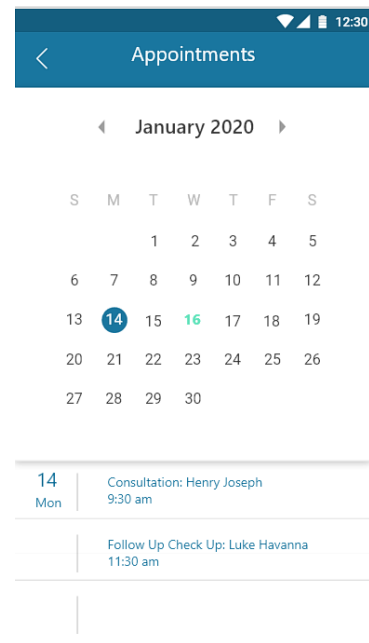 12:30
Appointments
January 2020
S M T W T F S
1 2 3 4 5
6 7 8 9 10 11 12
13 14 15 16 17 18 19
20 21 22 23 24 25 26
27 28 29 30
14
Mon
Consultation: Henry Joseph
9:30 am
Follow Up Check Up: Luke Havanna
11:30 am